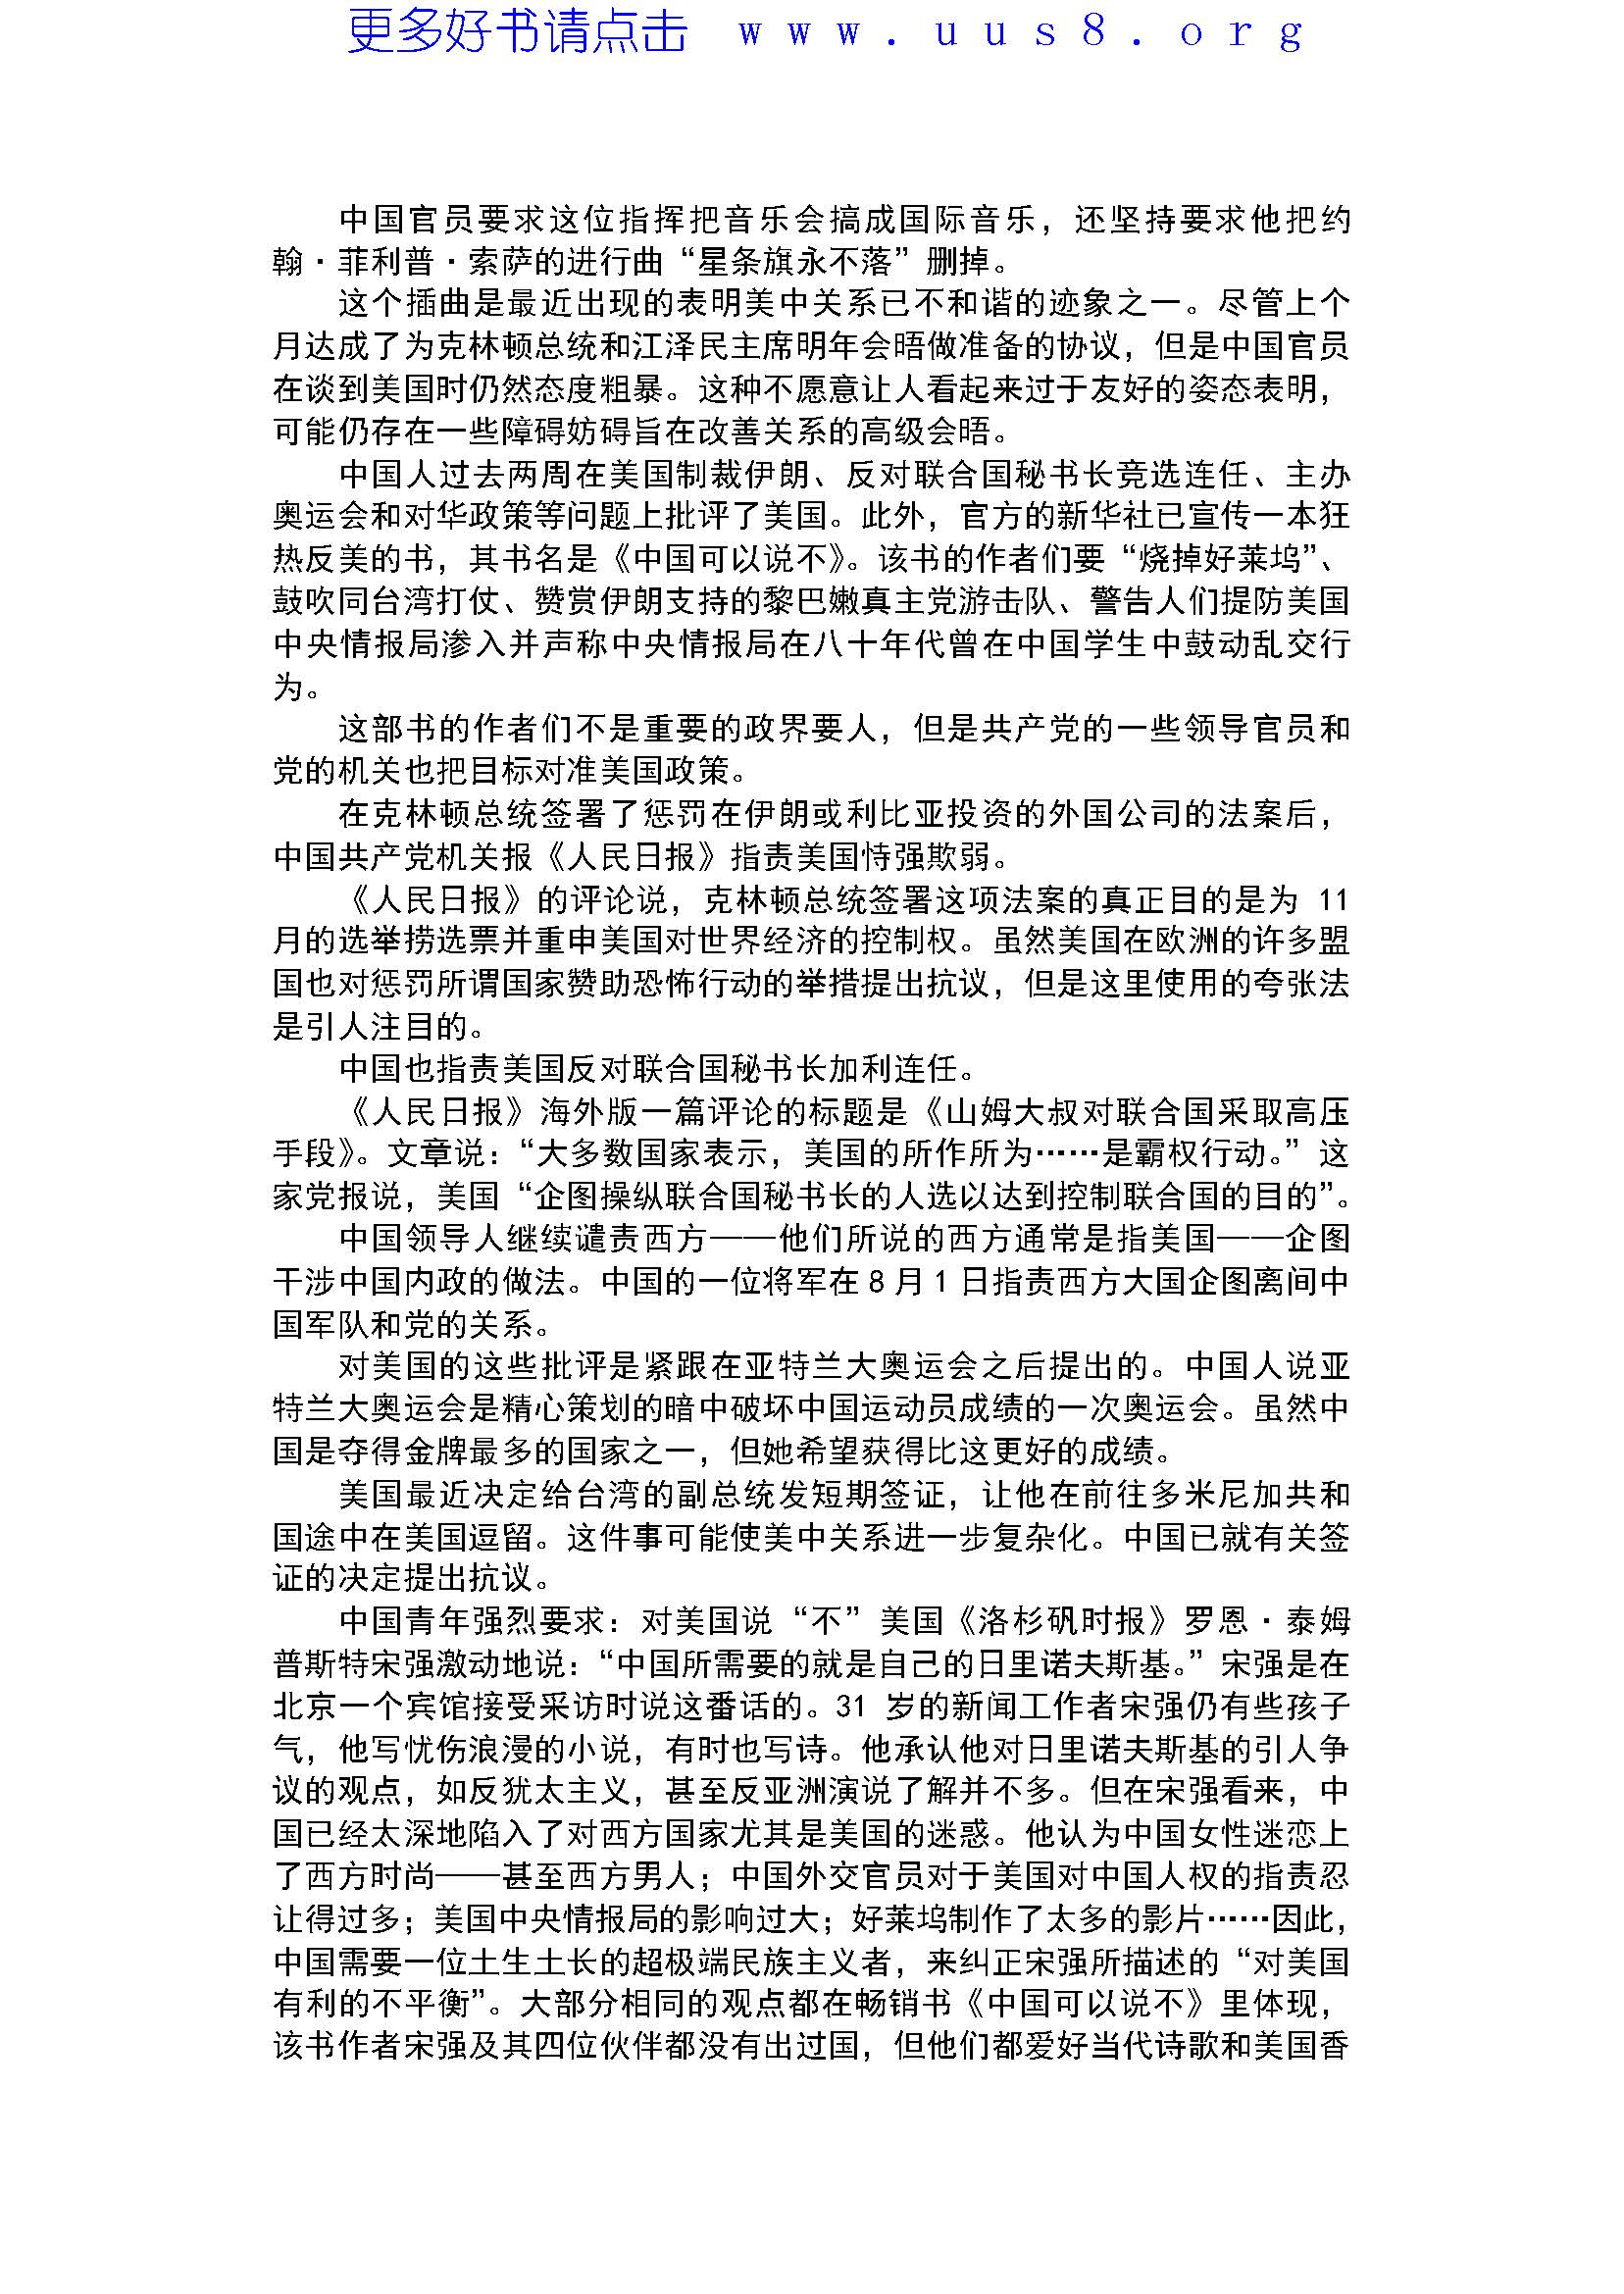 更多好书请点击 www.uus8.org
中国官员要求这位指挥把音乐会搞成国际音乐，还坚持要求他把约
翰·菲利普·索萨的进行曲“星条旗永不落”删掉。
这个插曲是最近出现的表明美中关系已不和谐的迹象之一。尽管上个
月达成了为克林顿总统和江泽民主席明年会晤做准备的协议，但是中国官员
在谈到美国时仍然态度粗暴。这种不愿意让人看起来过于友好的姿态表明，
可能仍存在一些障碍妨碍旨在改善关系的高级会晤。
中国人过去两周在美国制裁伊朗、反对联合国秘书长竞选连任、主办
奥运会和对华政策等问题上批评了美国。此外，官方的新华社已宣传一本狂
热反美的书，其书名是《中国可以说不》。该书的作者们要“烧掉好莱坞”、
鼓吹同台湾打仗、赞赏伊朗支持的黎巴嫩真主党游击队、警告人们提防美国
中央情报局渗入并声称中央情报局在八十年代曾在中国学生中鼓动乱交行
为。
这部书的作者们不是重要的政界要人，但是共产党的一些领导官员和
党的机关也把目标对准美国政策。
在克林顿总统签署了惩罚在伊朗或利比亚投资的外国公司的法案后，
中国共产党机关报《人民日报》指责美国恃强欺弱。
《人民日报》的评论说，克林顿总统签署这项法案的真正目的是为 11
月的选举捞选票并重申美国对世界经济的控制权。虽然美国在欧洲的许多盟
国也对惩罚所谓国家赞助恐怖行动的举措提出抗议，但是这里使用的夸张法
是引人注目的。
中国也指责美国反对联合国秘书长加利连任。
《人民日报》海外版一篇评论的标题是《山姆大叔对联合国采取高压
手段》。文章说：“大多数国家表示，美国的所作所为……是霸权行动。”这
家党报说，美国“企图操纵联合国秘书长的人选以达到控制联合国的目的”。
中国领导人继续谴责西方——他们所说的西方通常是指美国——企图
干涉中国内政的做法。中国的一位将军在 8 月 1 日指责西方大国企图离间中
国军队和党的关系。
对美国的这些批评是紧跟在亚特兰大奥运会之后提出的。中国人说亚
特兰大奥运会是精心策划的暗中破坏中国运动员成绩的一次奥运会。虽然中
国是夺得金牌最多的国家之一，但她希望获得比这更好的成绩。
美国最近决定给台湾的副总统发短期签证，让他在前往多米尼加共和
国途中在美国逗留。这件事可能使美中关系进一步复杂化。中国已就有关签
证的决定提出抗议。
中国青年强烈要求：对美国说“不”美国《洛杉矶时报》罗恩·泰姆
普斯特宋强激动地说：“中国所需要的就是自己的日里诺夫斯基。”宋强是在
北京一个宾馆接受采访时说这番话的。31 岁的新闻工作者宋强仍有些孩子
气，他写忧伤浪漫的小说，有时也写诗。他承认他对日里诺夫斯基的引人争
议的观点，如反犹太主义，甚至反亚洲演说了解并不多。但在宋强看来，中
国已经太深地陷入了对西方国家尤其是美国的迷惑。他认为中国女性迷恋上
了西方时尚——甚至西方男人；中国外交官员对于美国对中国人权的指责忍
让得过多；美国中央情报局的影响过大；好莱坞制作了太多的影片……因此，
中国需要一位土生土长的超极端民族主义者，来纠正宋强所描述的“对美国
有利的不平衡”。大部分相同的观点都在畅销书《中国可以说不》里体现，
该书作者宋强及其四位伙伴都没有出过国，但他们都爱好当代诗歌和美国香